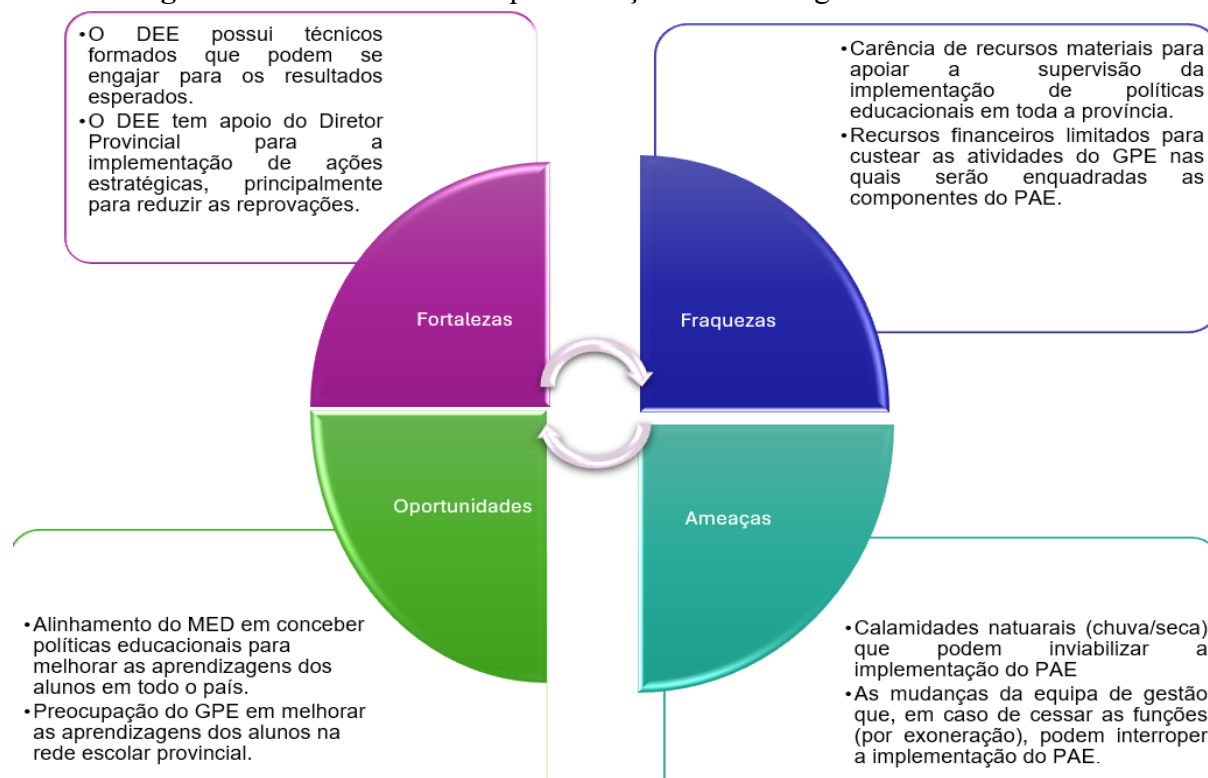 •O DEE possui técnicos
formados que podem se
engajar para os resultados
esperados.
•O DEE tem apoio do Diretor
Provincial para a
implementação de ações
estratégicas, principalmente
para reduzir as reprovações.
•Carência de recursos materiais para
apoiar a supervisão da
implementação de políticas
educacionais em toda a província.
•Recursos financeiros limitados para
custear as atividades do GPE nas
quais serão enquadradas as
componentes do PAE.
Fortalezas
Fraquezas
Oportunidades
Ameaças
•Alinhamento do MED em conceber
políticas educacionais para
melhorar as aprendizagens dos
alunos em todo o país.
•Preocupação do GPE em melhorar
as aprendizagens dos alunos na
rede escolar provincial.
•Calamidades natuarais (chuva/seca)
que podem inviabilizar a
implementação do PAE
•As mudanças da equipa de gestão
que, em caso de cessar as funções
(por exoneração), podem interroper
a implementação do PAE.